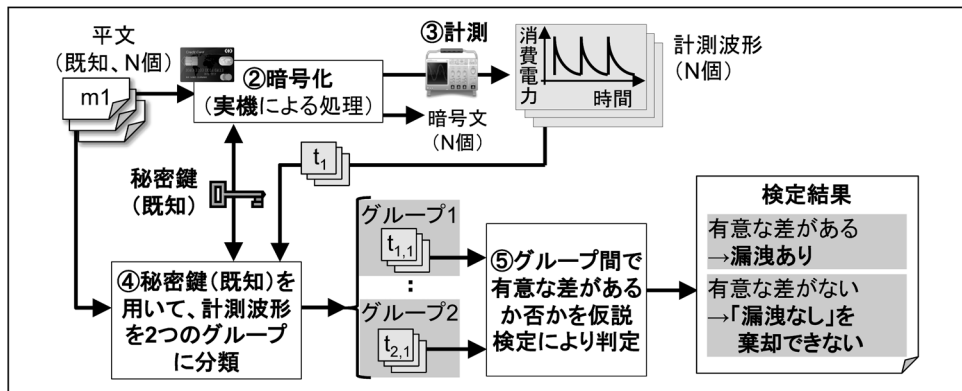 平文
(既知、N個)
m1
②暗号化
(実機による処理)
③計測
暗号文
(N個)
消費電力
時間
計測波形
(N個)
t1
秘密鍵
(既知)
④秘密鍵(既知)を
用いて、計測波形
を2つのグループ
に分類
グループ1
t1,1
:
グループ2
t2,1
⑤グループ間で
有意な差がある
か否かを仮説
検定により判定
検定結果
有意な差がある
→漏洩あり
有意な差がない
→「漏洩なし」を
棄却できない